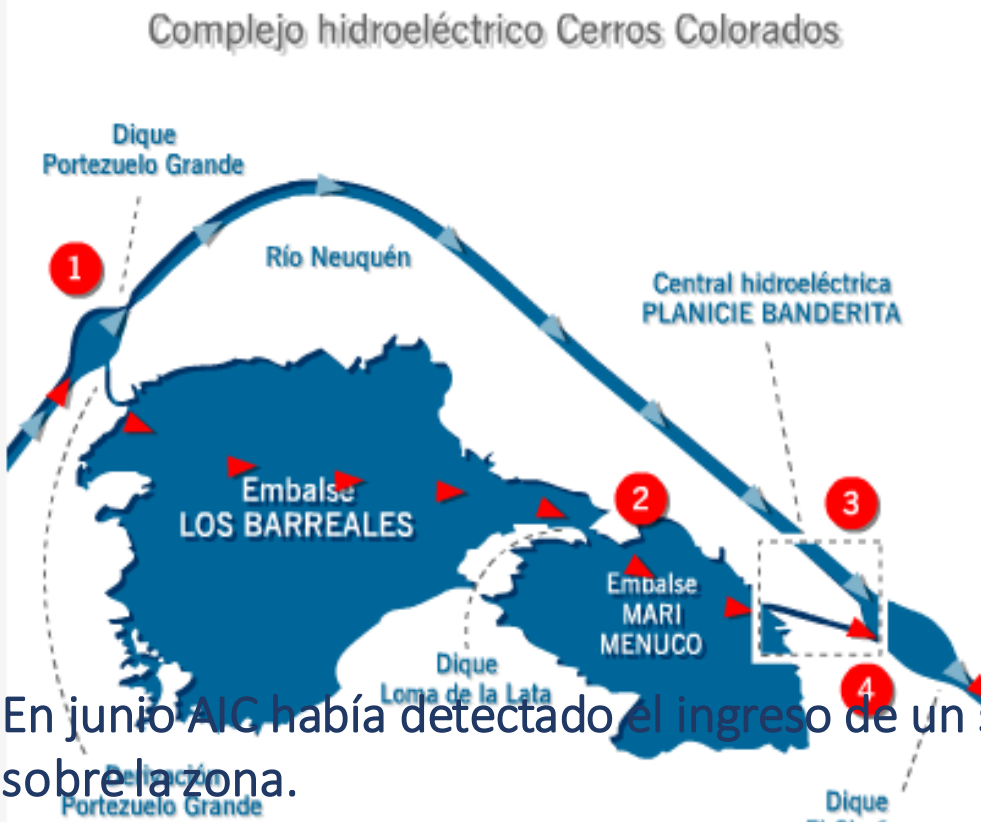 Complejo hidroeléctrico Cerros Colorados
Dique
Portezuelo Grande
1
Río Neuquén
Central hidroeléctrica
PLANICIE BANDERITA
2
3
Embalse
LOS BARREALES
Embalse
MARI
MENUCO
Dique
Loma de la Lata
4
En junio AIC había detectado el ingreso de un
sobre la zona.
Derivación
Portezuelo Grande
Dique